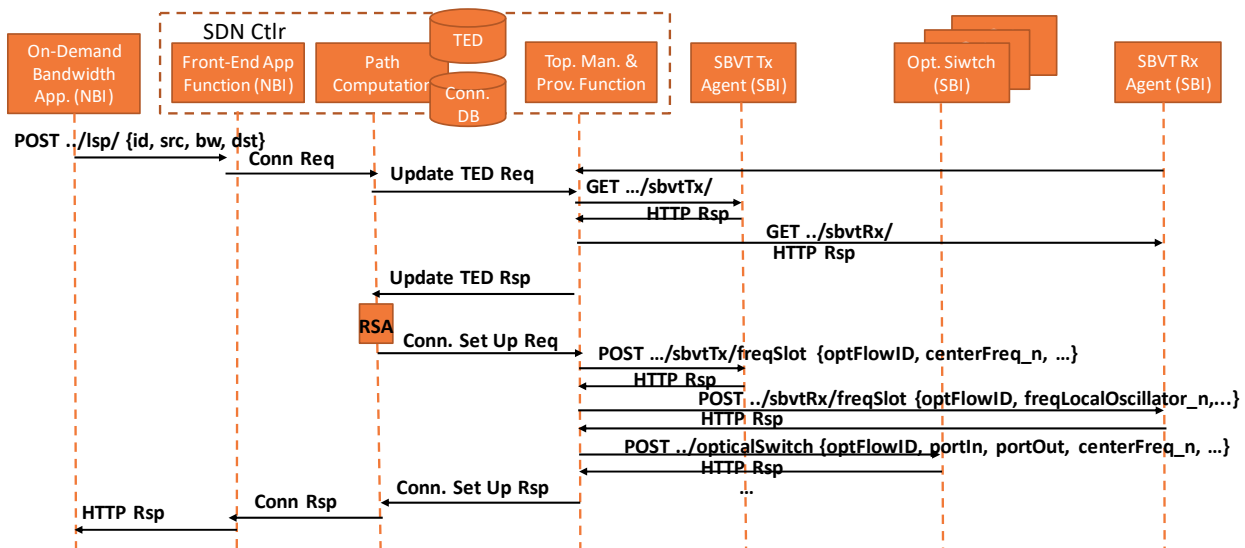 SDN Ctlr
TED
On-Demand
Bandwidth
App. (NBI)
Front-End App
Function (NBI)
Path
Computation
Conn.
DB
Top. Man. &
Prov. Function
SBVT Tx
Agent (SBI)
Opt. Siwtch
(SBI)
SBVT Rx
Agent (SBI)
POST ../lsp/ {id, src, bw, dst}
Conn Req
Update TED Req
GET .../sbvtTx/
HTTP Rsp
GET ../sbvtRx/
HTTP Rsp
Update TED Rsp
RSA
Conn. Set Up Req
POST .../sbvtTx/freqSlot {optFlowID, centerFreq_n, ...}
HTTP Rsp
POST ../sbvtRx/freqSlot {optFlowID, freqLocalOscillator_n,...}
HTTP Rsp
POST ../opticalSwitch {optFlowID, portIn, portOut, centerFreq_n, ...}
HTTP Rsp
...
Conn. Set Up Rsp
Conn Rsp
HTTP Rsp